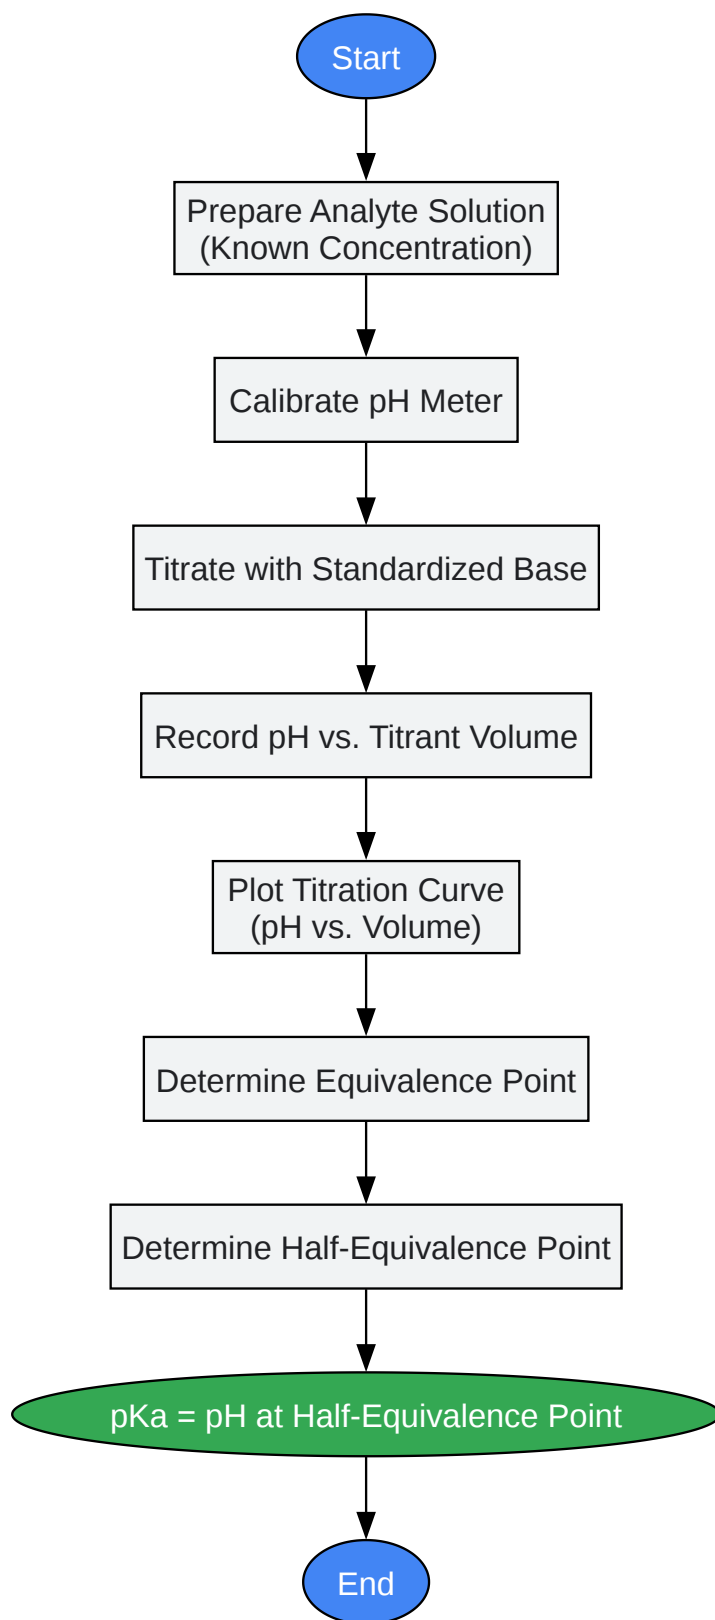 Start
Prepare Analyte Solution
(Known Concentration)
Calibrate pH Meter
Titrate with Standardized Base
Record pH vs. Titrant Volume
Plot Titration Curve
(pH vs. Volume)
Determine Equivalence Point
Determine Half-Equivalence Point
pKa = pH at Half-Equivalence Point
End